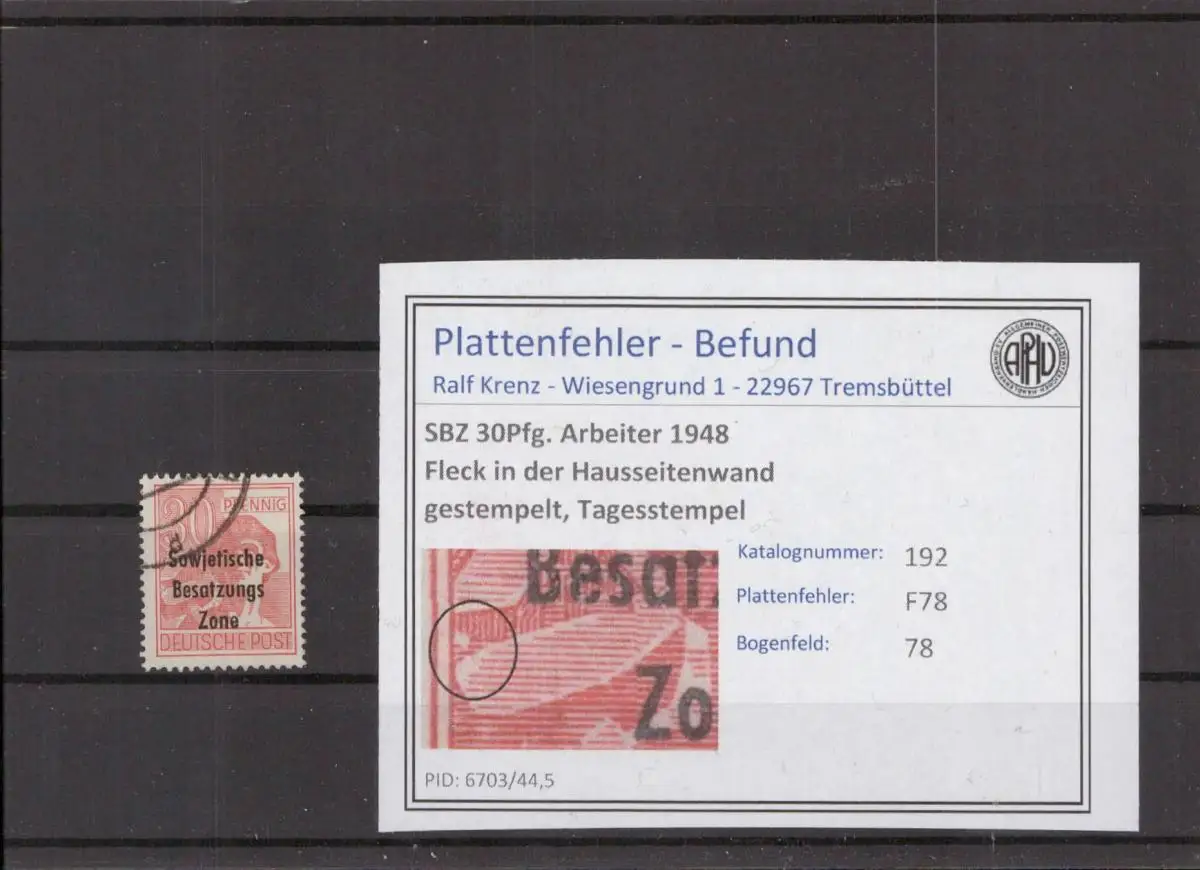 30 PFENNIG
Sowjetische
Besatzungs
Zone
DEUTSCHE POST
Plattenfehler - Befund
Ralf Krenz - Wiesengrund 1 - 22967 Tremsbüttel
APHV
SBZ 30Pfg. Arbeiter 1948
Fleck in der Hausseitenwand
gestempelt, Tagesstempel
Besat
Zo
Katalognummer: 192
Plattenfehler: F78
Bogenfeld: 78
PID: 6703/44,5